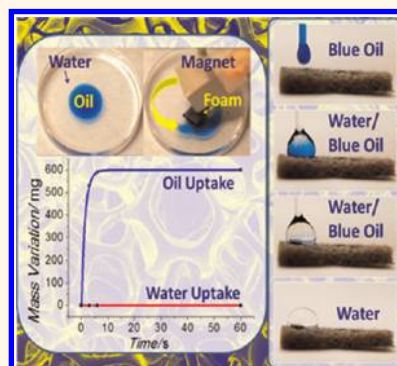 Water
Oil
Magnet
Foam
Mass Variation/ mg
600
500
400
300
200
100
0
Oil Uptake
Water Uptake
0 10 20 30 40 50 60
Time/s
Blue Oil
Water/
Blue Oil
Water/
Blue Oil
Water